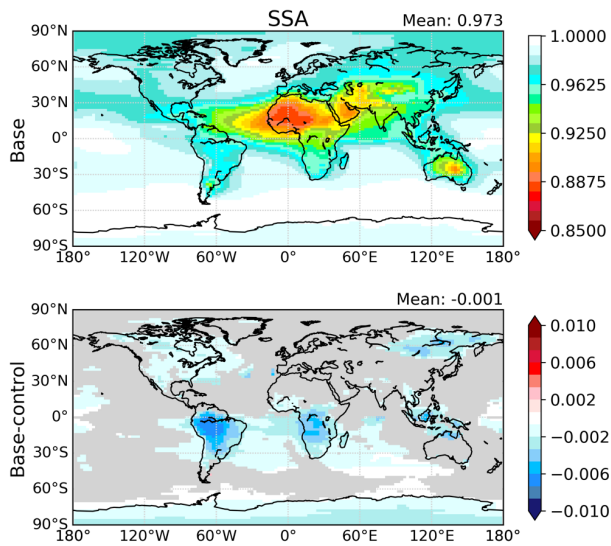 SSA
Mean: 0.973
90°N
60°N
30°N
0°
30°S
60°S
90°S
Base
180°
120°W
60°W
0°
60°E
120°E
180°
1.0000
0.9625
0.9250
0.8875
0.8500
Mean: -0.001
90°N
60°N
30°N
0°
30°S
60°S
90°S
Base-control
180°
120°W
60°W
0°
60°E
120°E
180°
0.010
0.006
0.002
−0.002
−0.006
−0.010